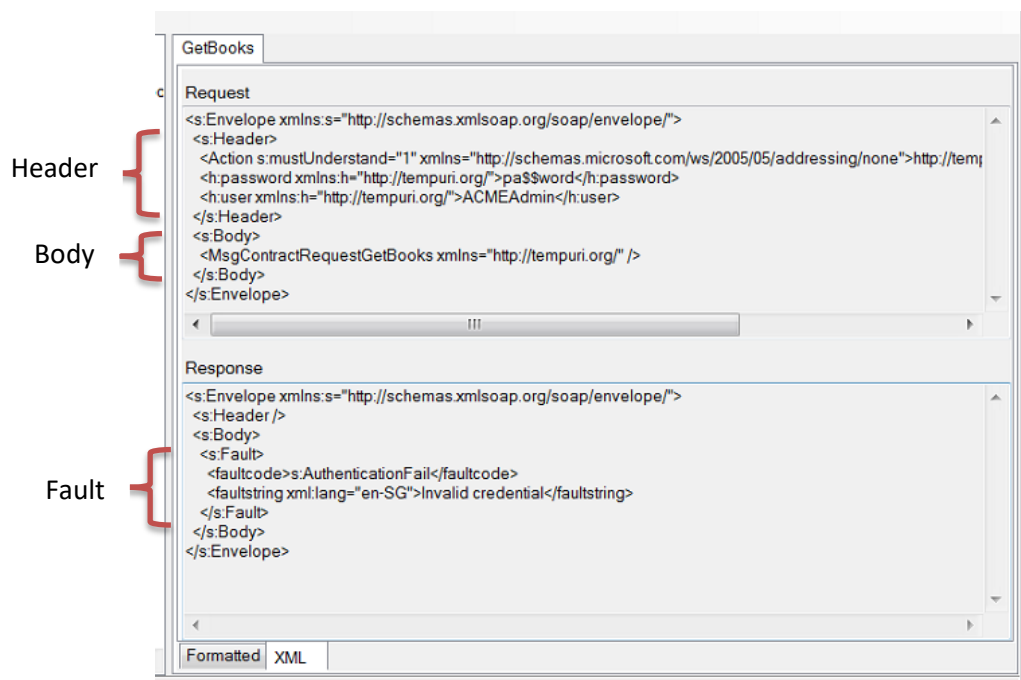 GetBooks
c
Request
<s:Envelope xmlns:s="http://schemas.xmlsoap.org/soap/envelope/">
<s:Header>
<Action s:mustUnderstand="1" xmlns="http://schemas.microsoft.com/ws/2005/05/addressing/none">http://temp
<h:password xmlns:h="http://tempuri.org/">pa$$word</h:password>
<h:user xmlns:h="http://tempuri.org/">ACMEAdmin</h:user>
</s:Header>
<s:Body>
<MsgContractRequestGetBooks xmlns="http://tempuri.org/" />
</s:Body>
</s:Envelope>
Header
Body
Response
<s:Envelope xmlns:s="http://schemas.xmlsoap.org/soap/envelope/">
<s:Header />
<s:Body>
<s:Fault>
<faultcode>s:AuthenticationFail</faultcode>
<faultstring xml:lang="en-SG">Invalid credential</faultstring>
</s:Fault>
</s:Body>
</s:Envelope>
Fault
Formatted XML